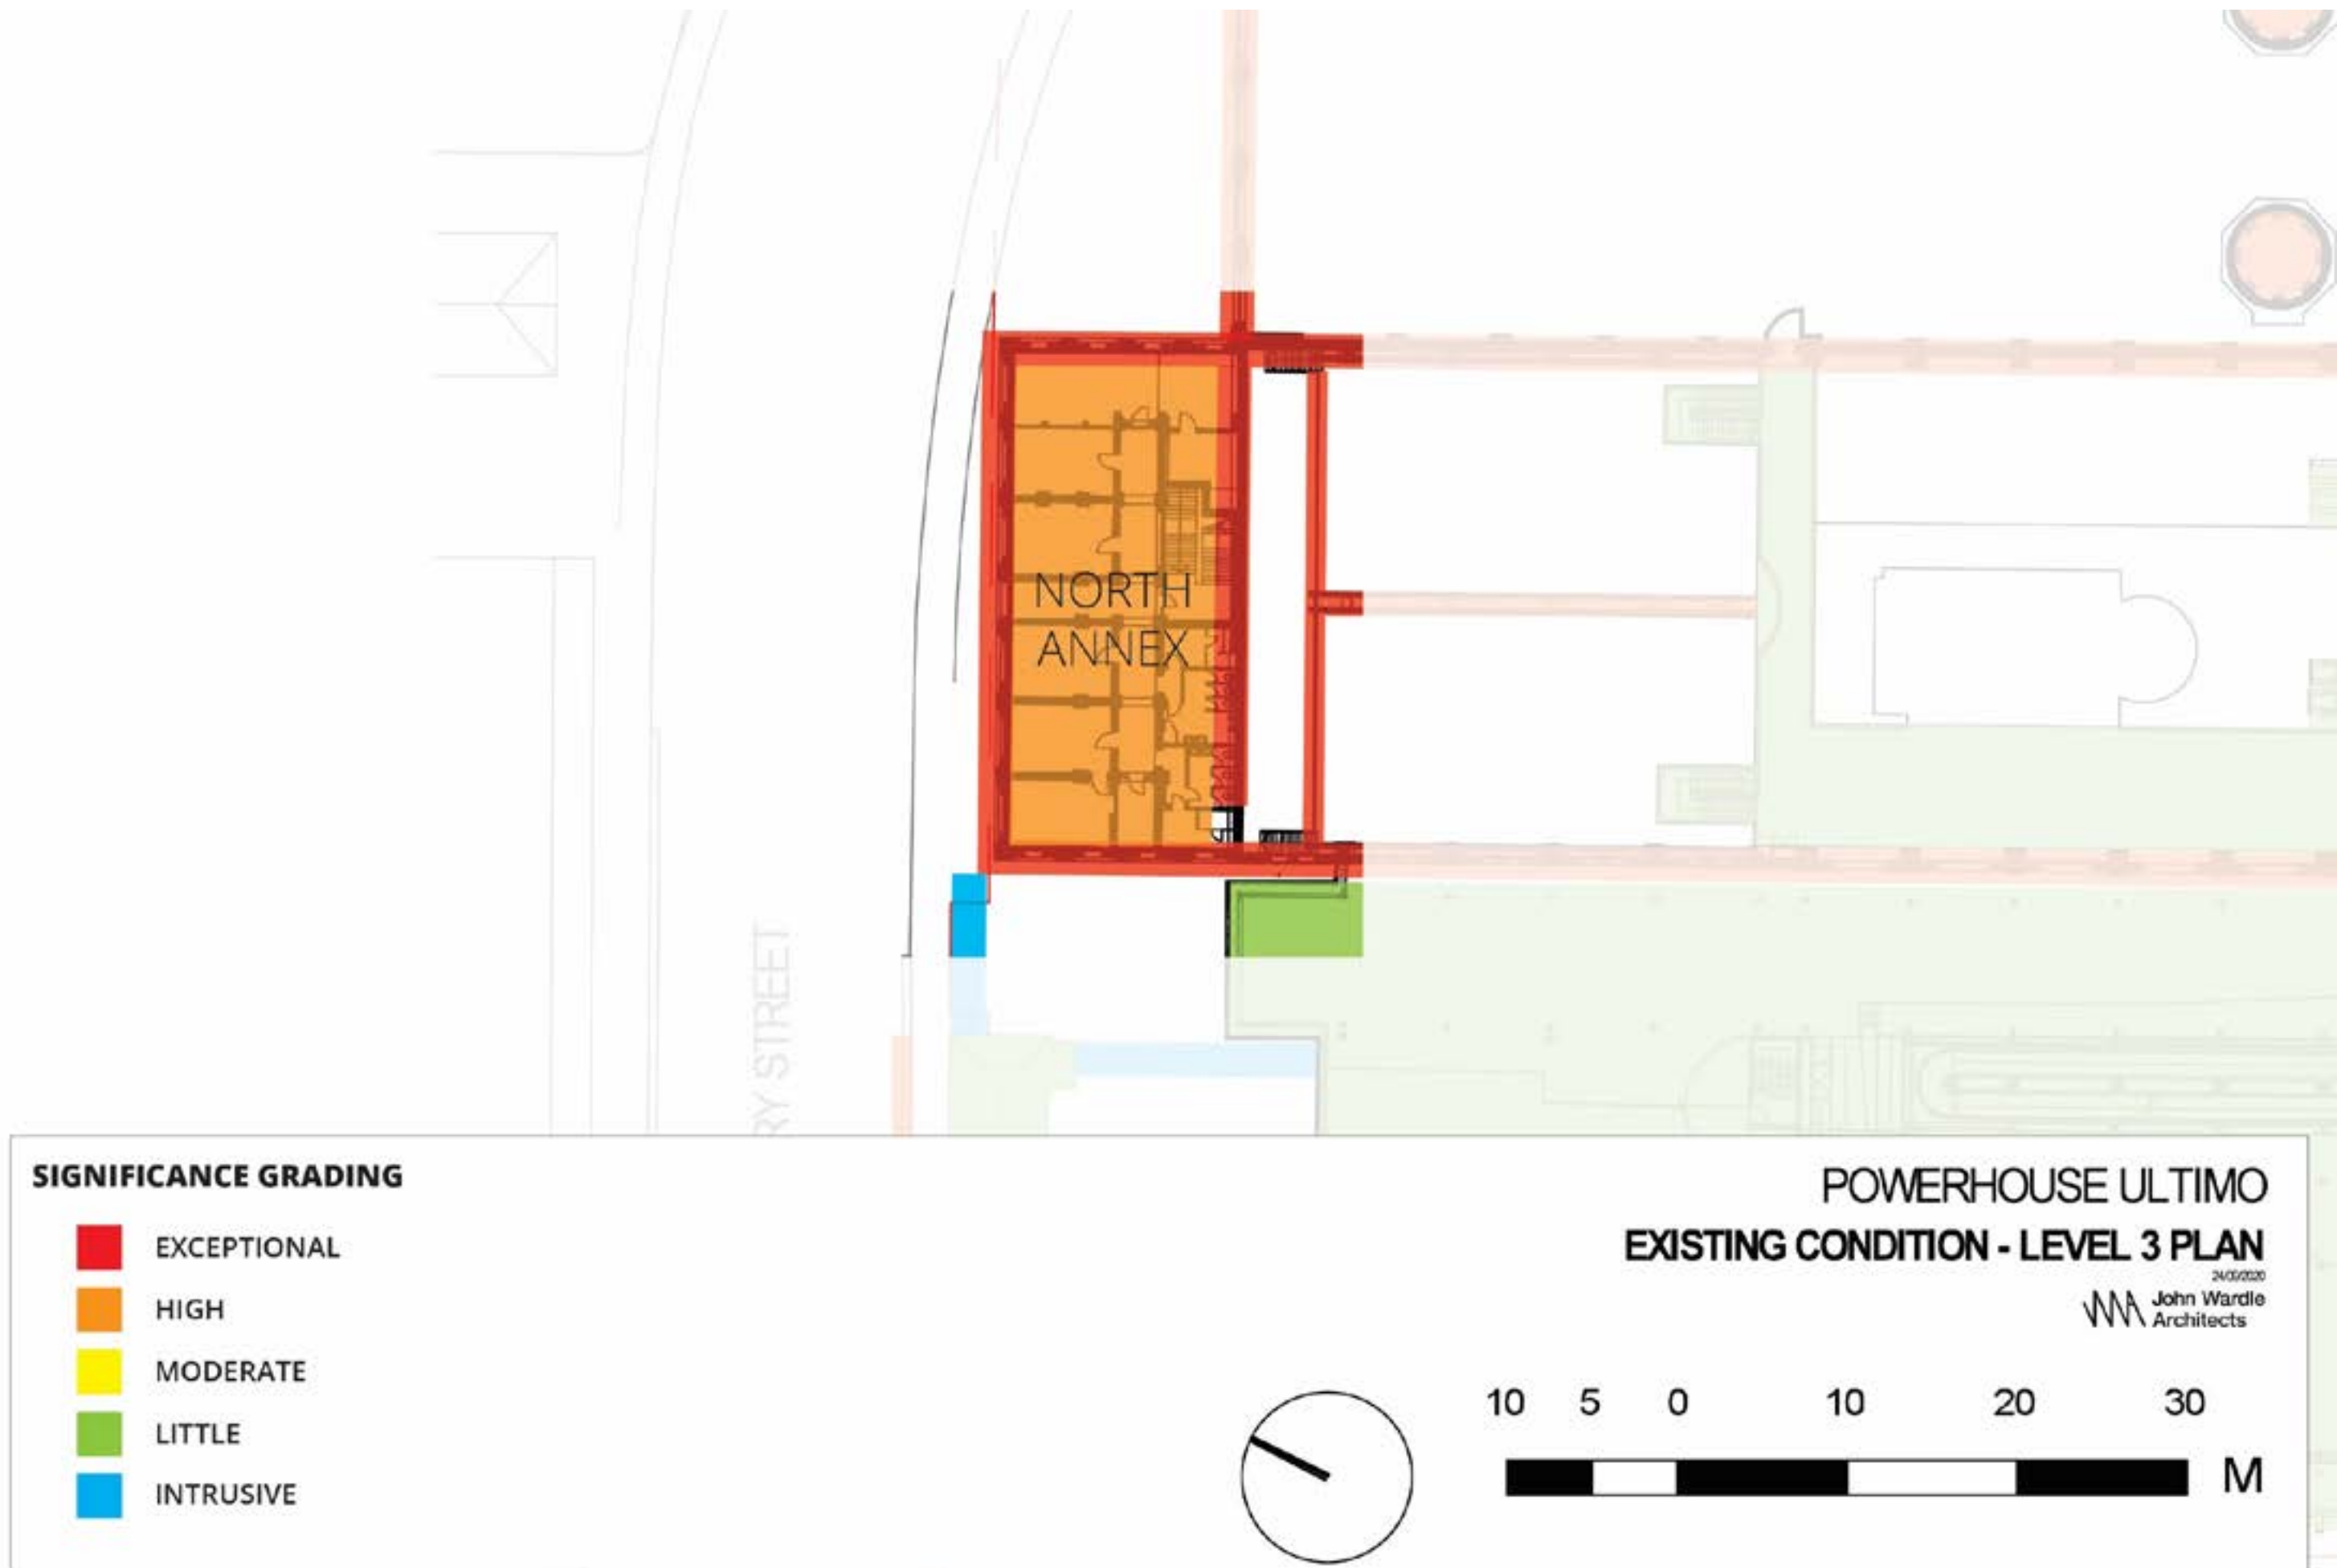 NORTH
ANNEX
RY STREET
SIGNIFICANCE GRADING
EXCEPTIONAL
HIGH
MODERATE
LITTLE
INTRUSIVE
POWERHOUSE ULTIMO
EXISTING CONDITION - LEVEL 3 PLAN
John Wardle
Architects
10 5 0 10 20 30
M